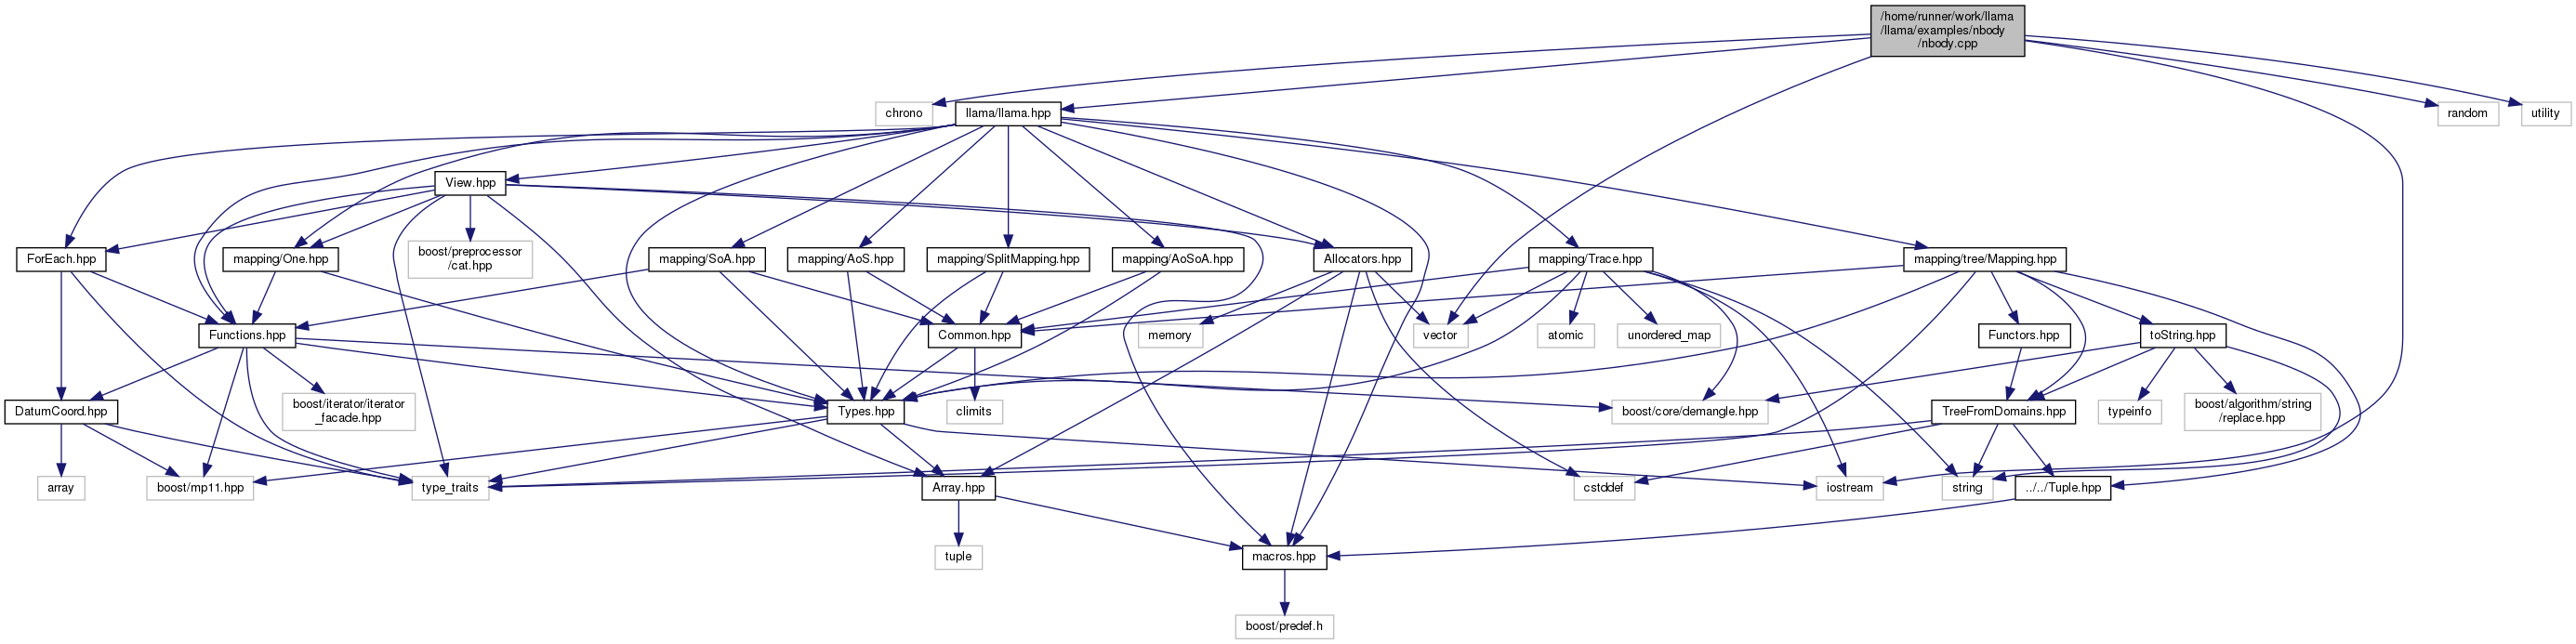 /home/runner/work/llama
/llama/examples/nbody
/nbody.cpp
chrono
llama/llama.hpp
random
utility
View.hpp
ForEach.hpp
mapping/One.hpp
boost/preprocessor
/cat.hpp
mapping/SoA.hpp
mapping/AoS.hpp
mapping/SplitMapping.hpp
mapping/AoSoA.hpp
Allocators.hpp
mapping/Trace.hpp
mapping/tree/Mapping.hpp
Functions.hpp
Common.hpp
memory
vector
atomic
unordered_map
Functors.hpp
toString.hpp
DatumCoord.hpp
boost/iterator/iterator
_facade.hpp
Types.hpp
climits
boost/core/demangle.hpp
TreeFromDomains.hpp
typeinfo
boost/algorithm/string
/replace.hpp
array
boost/mp11.hpp
type_traits
Array.hpp
cstddef
iostream
string
../../Tuple.hpp
tuple
macros.hpp
boost/predef.h